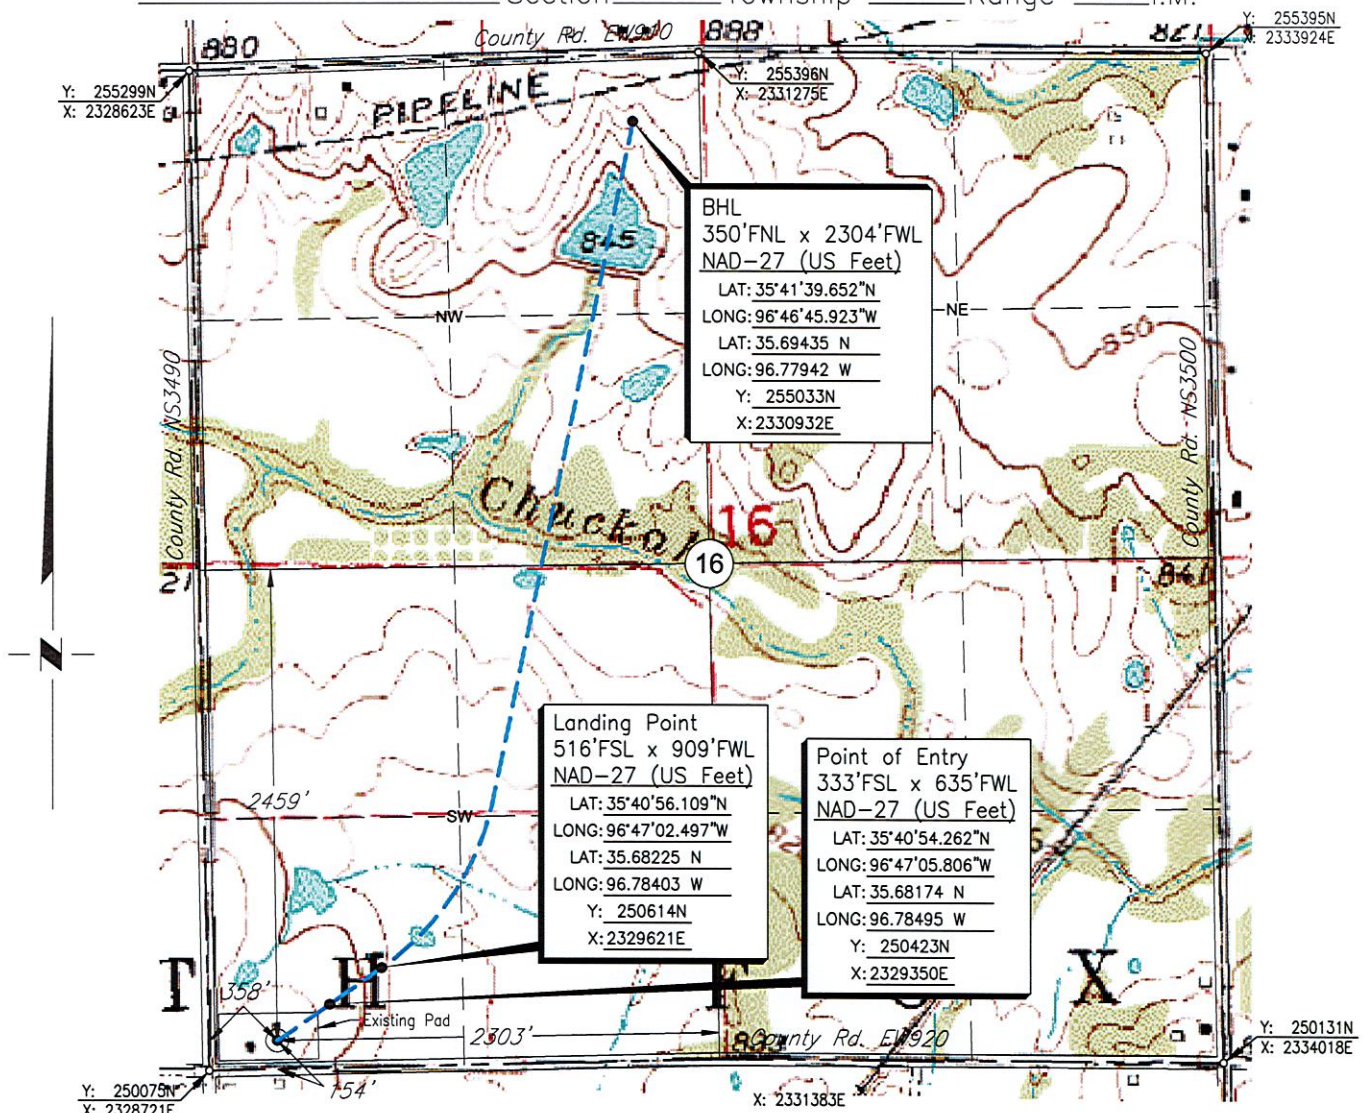 Section Township Range I.M.
County Rd. EW910
880
888
821
Y: 255395N
X: 2333924E
Y: 255299N
X: 2328623E
Y: 255396N
X: 2331275E
PIPELINE
BHL
350'FNL x 2304'FWL
NAD-27 (US Feet)
LAT: 35°41'39.652"N
LONG: 96°46'45.923"W
LAT: 35.69435 N
LONG: 96.77942 W
Y: 255033N
X: 2330932E
845
NW
NE
850
County Rd. NS3490
County Rd. NS3500
Chuckah
16
16
21
841
N
2459'
SW
Landing Point
516'FSL x 909'FWL
NAD-27 (US Feet)
LAT: 35°40'56.109"N
LONG: 96°47'02.497"W
LAT: 35.68225 N
LONG: 96.78403 W
Y: 250614N
X: 2329621E
Point of Entry
333'FSL x 635'FWL
NAD-27 (US Feet)
LAT: 35°40'54.262"N
LONG: 96°47'05.806"W
LAT: 35.68174 N
LONG: 96.78495 W
Y: 250423N
X: 2329350E
T H F X
358'
Existing Pad
2303'
County Rd. EW920
154'
Y: 250131N
X: 2334018E
Y: 250075N
X: 2328721E
X: 2331383E